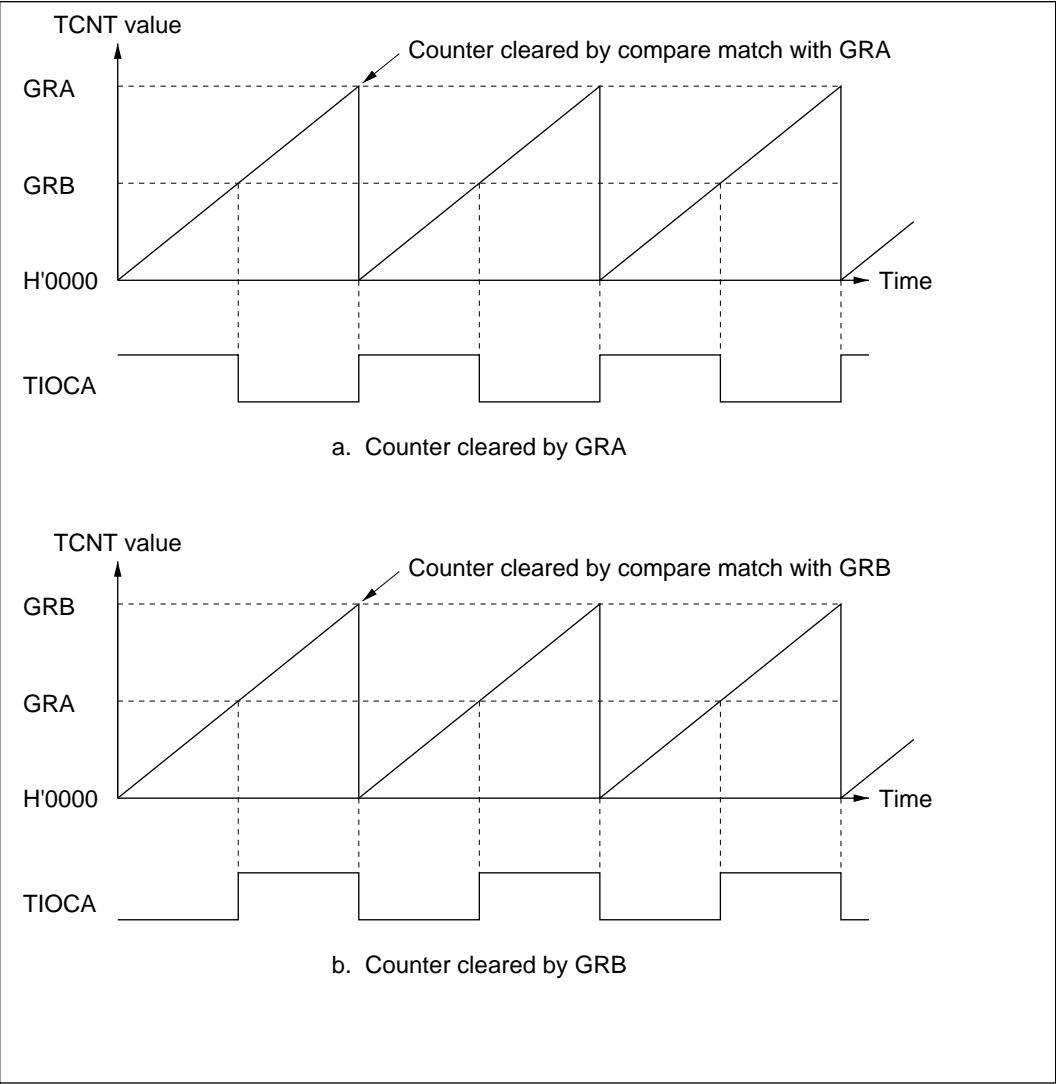 TCNT value
Counter cleared by compare match with GRA
GRA
GRB
H'0000
Time
TIOCA
a. Counter cleared by GRA
TCNT value
Counter cleared by compare match with GRB
GRB
GRA
H'0000
Time
TIOCA
b. Counter cleared by GRB